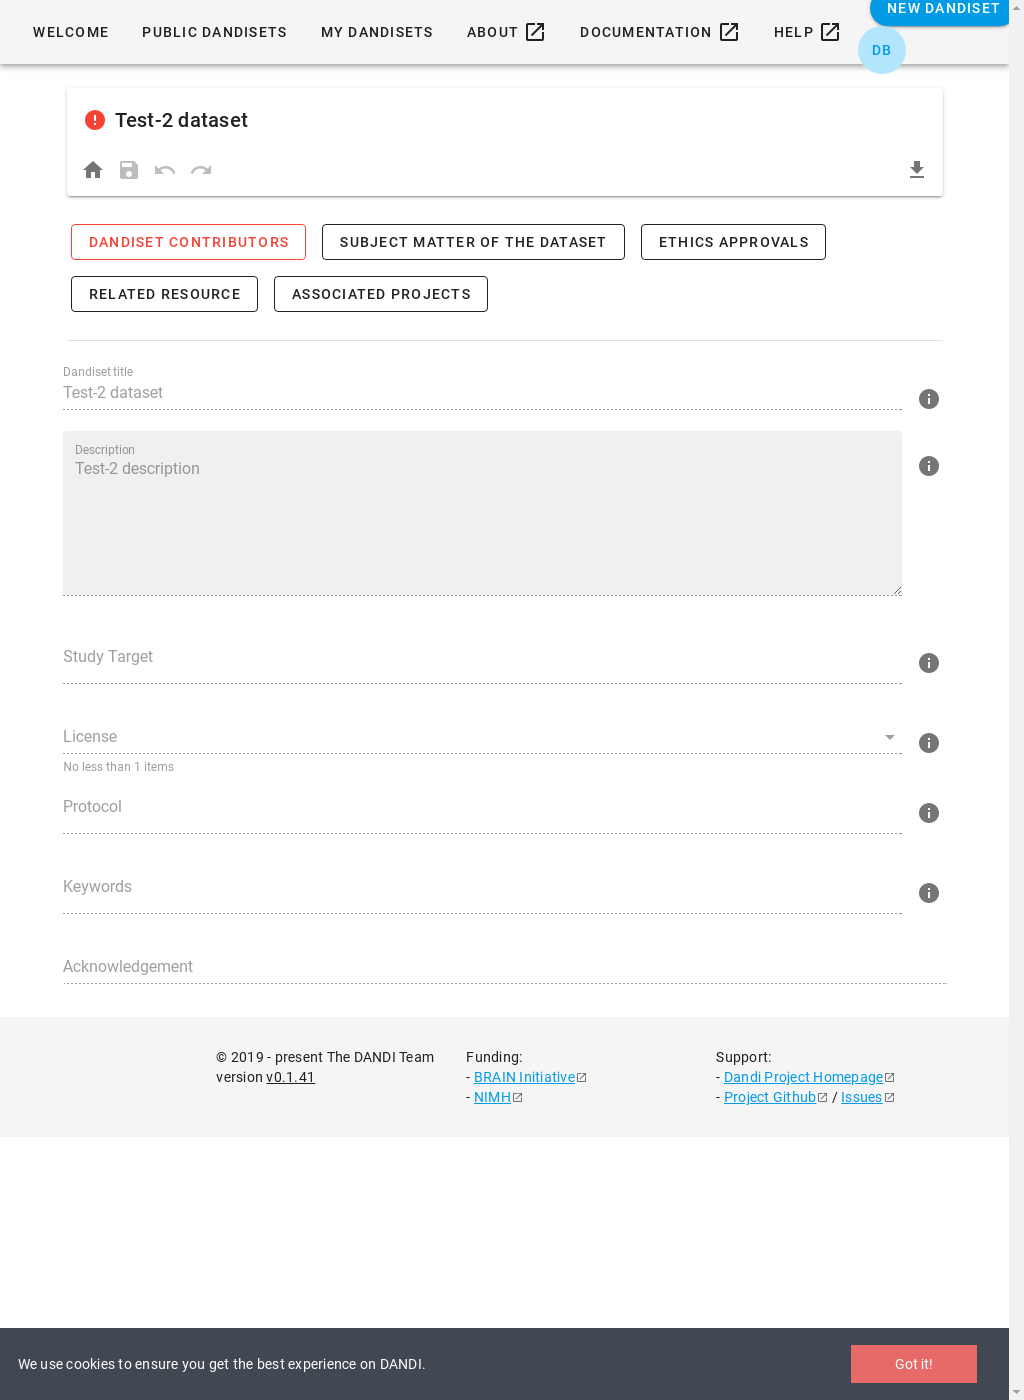 WELCOME PUBLIC DANDISETS MY DANDISETS ABOUT DOCUMENTATION HELP NEW DANDISET
DB
Test-2 dataset
DANDISET CONTRIBUTORS SUBJECT MATTER OF THE DATASET ETHICS APPROVALS
RELATED RESOURCE ASSOCIATED PROJECTS
Dandiset title
Test-2 dataset
Description
Test-2 description
Study Target
License
No less than 1 items
Protocol
Keywords
Acknowledgement
© 2019 - present The DANDI Team
version v0.1.41
Funding:
- BRAIN Initiative
- NIMH
Support:
- Dandi Project Homepage
- Project Github / Issues
We use cookies to ensure you get the best experience on DANDI.
Got it!